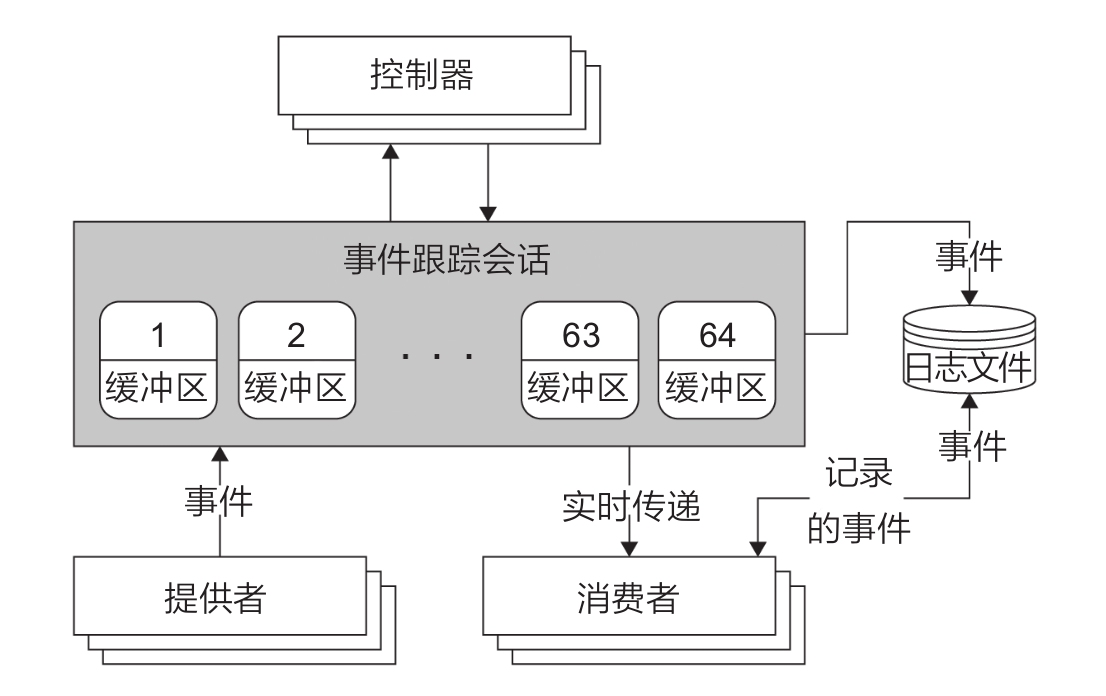 控制器
事件跟踪会话
事件
1
2
63
64
缓冲区
缓冲区
. . .
缓冲区
缓冲区
日志文件
事件
实时传递
记录
的事件
事件
提供者
消费者